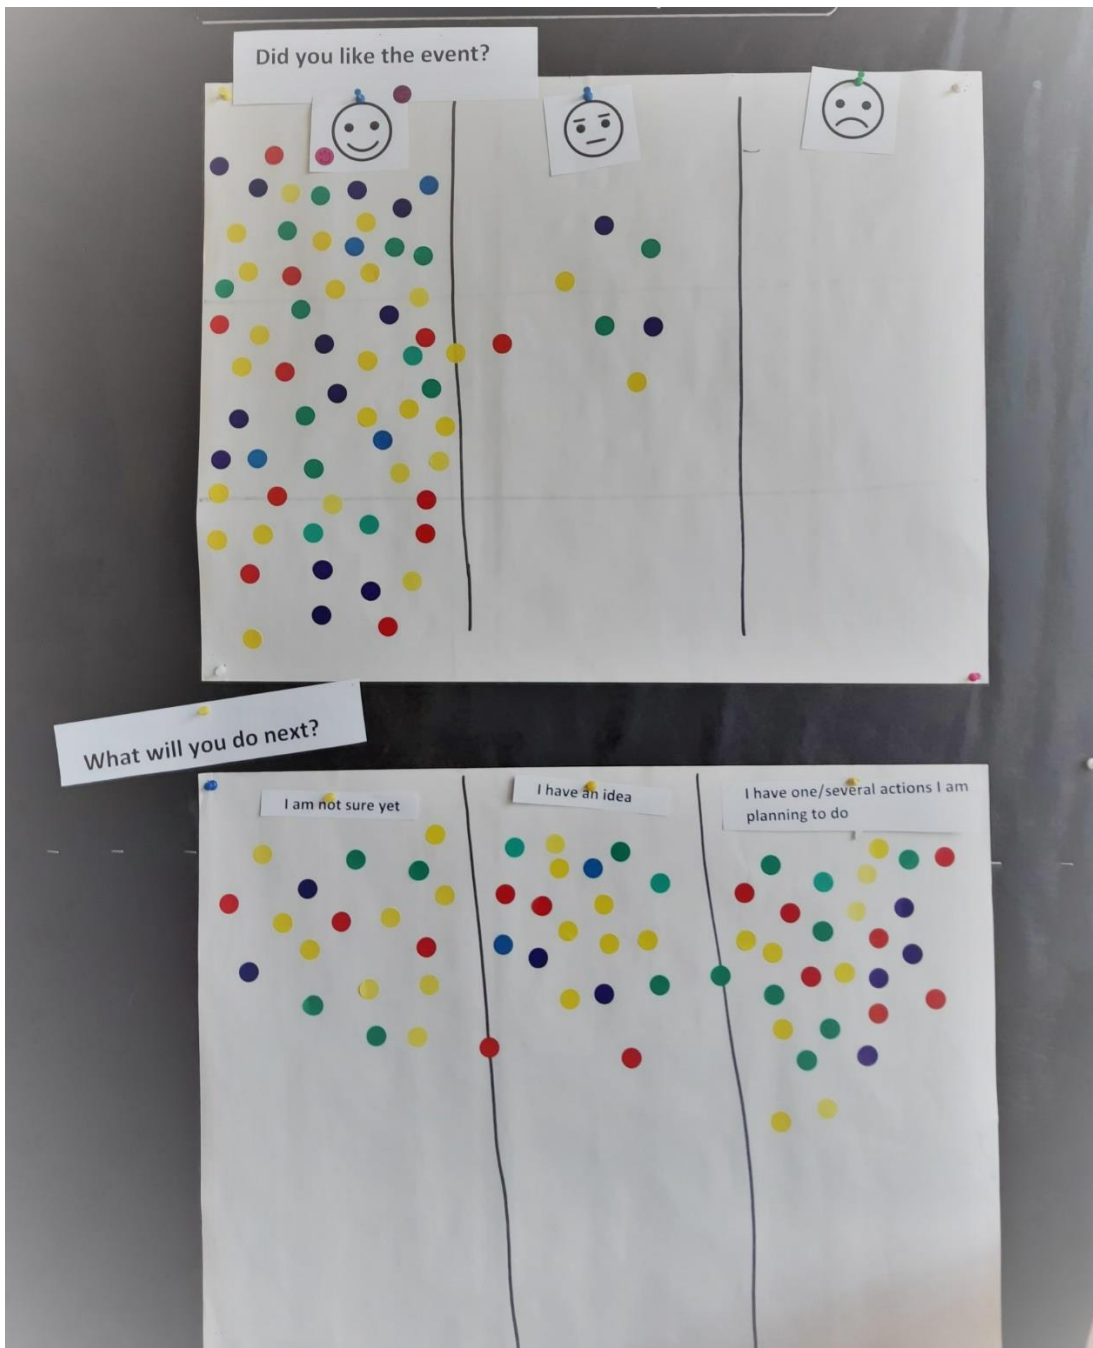 Did you like the event?
What will you do next?
I am not sure yet
I have an idea
I have one/several actions I am
planning to do